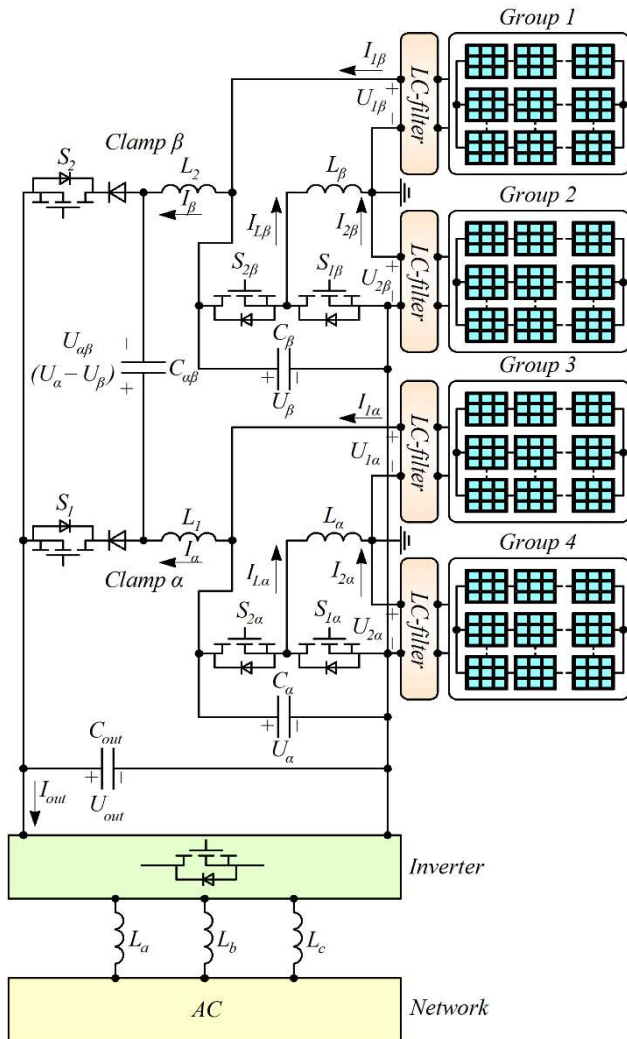 Group 1
I1β
+
U1β
–
LC-filter
Clamp β
S2
L2
Iβ
Lβ
ILβ
I2β
Group 2
S2β
S1β
+
U2β
–
LC-filter
Cβ
+ –
Uβ
Uαβ
(Uα – Uβ)
–
+
Cαβ
Group 3
I1α
+
U1α
–
LC-filter
S1
L1
Iα
Clamp α
Lα
ILα
I2α
Group 4
S2α
S1α
+
U2α
–
LC-filter
Cα
+ –
Uα
Cout
+ –
Uout
Iout
Inverter
La
Lb
Lc
AC
Network